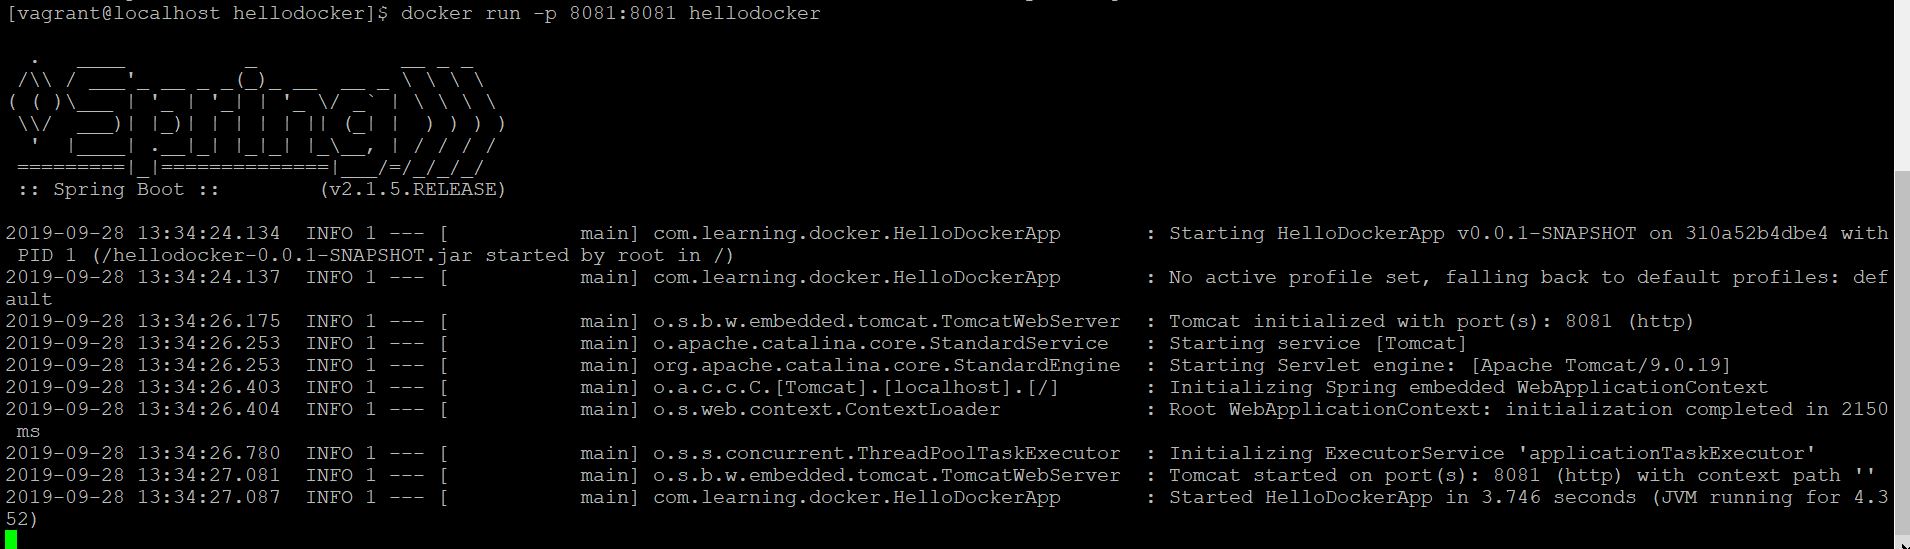 [vagrant@localhost hellodocker]$ docker run -p 8081:8081 hellodocker
  .   ____          _            __ _ _
 /\\ / ___'_ __ _ _(_)_ __  __ _ \ \ \ \
( ( )\___ | '_ | '_| | '_ \/ _` | \ \ \ \
 \\/  ___)| |_)| | | | | || (_| |  ) ) ) )
  '  |____| .__|_| |_|_| |_\__, | / / / /
 =========|_|==============|___/=/_/_/_/
 :: Spring Boot ::        (v2.1.5.RELEASE)
2019-09-28 13:34:24.134  INFO 1 --- [           main] com.learning.docker.HelloDockerApp       : Starting HelloDockerApp v0.0.1-SNAPSHOT on 310a52b4dbe4 with
 PID 1 (/hellodocker-0.0.1-SNAPSHOT.jar started by root in /)
2019-09-28 13:34:24.137  INFO 1 --- [           main] com.learning.docker.HelloDockerApp       : No active profile set, falling back to default profiles: def
ault
2019-09-28 13:34:26.175  INFO 1 --- [           main] o.s.b.w.embedded.tomcat.TomcatWebServer  : Tomcat initialized with port(s): 8081 (http)
2019-09-28 13:34:26.253  INFO 1 --- [           main] o.apache.catalina.core.StandardService   : Starting service [Tomcat]
2019-09-28 13:34:26.253  INFO 1 --- [           main] org.apache.catalina.core.StandardEngine  : Starting Servlet engine: [Apache Tomcat/9.0.19]
2019-09-28 13:34:26.403  INFO 1 --- [           main] o.a.c.c.C.[Tomcat].[localhost].[/]       : Initializing Spring embedded WebApplicationContext
2019-09-28 13:34:26.404  INFO 1 --- [           main] o.s.web.context.ContextLoader            : Root WebApplicationContext: initialization completed in 2150
 ms
2019-09-28 13:34:26.780  INFO 1 --- [           main] o.s.s.concurrent.ThreadPoolTaskExecutor  : Initializing ExecutorService 'applicationTaskExecutor'
2019-09-28 13:34:27.081  INFO 1 --- [           main] o.s.b.w.embedded.tomcat.TomcatWebServer  : Tomcat started on port(s): 8081 (http) with context path ''
2019-09-28 13:34:27.087  INFO 1 --- [           main] com.learning.docker.HelloDockerApp       : Started HelloDockerApp in 3.746 seconds (JVM running for 4.3
52)